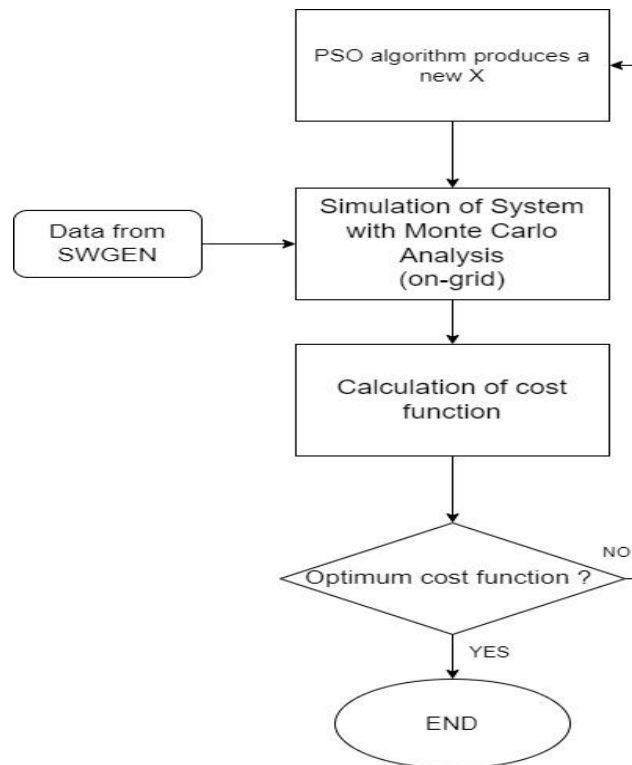 PSO algorithm produces a
new X
Simulation of System
with Monte Carlo
Analysis
(on-grid)
Data from
SWGEN
Calculation of cost
function
Optimum cost function ?
NO
YES
END